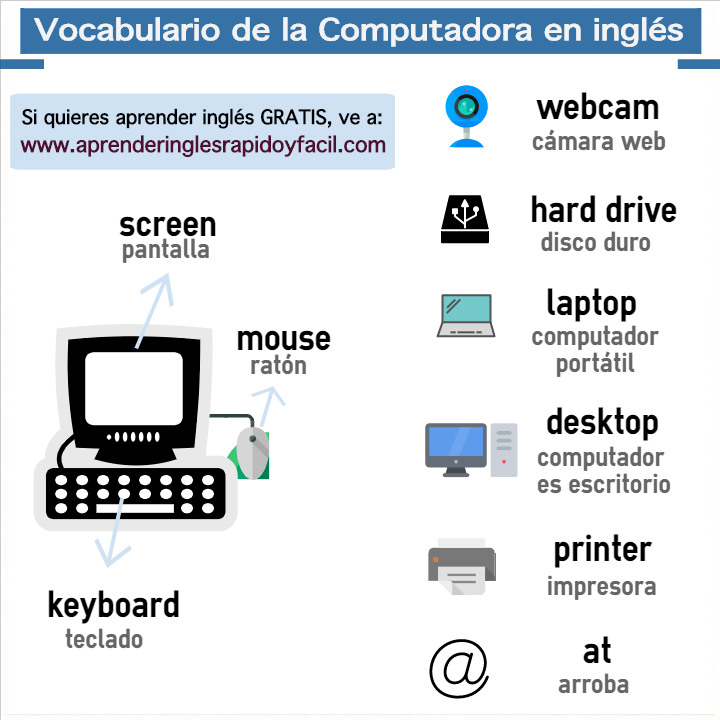 Vocabulario de la Computadora en inglés
Si quieres aprender inglés GRATIS, ve a:
www.aprenderinglesrapidoyfacil.com
screen
pantalla
mouse
ratón
keyboard
teclado
webcam
cámara web
hard drive
disco duro
laptop
computador
portátil
desktop
computador
es escritorio
printer
impresora
@
at
arroba